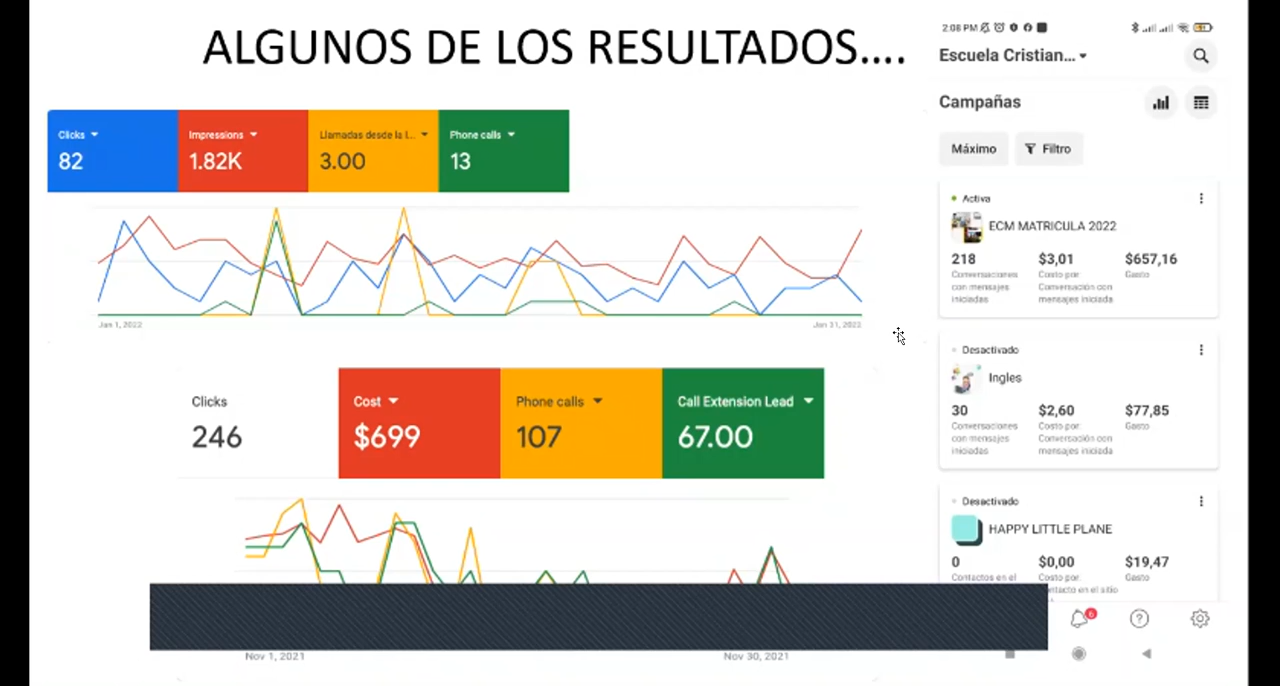 ALGUNOS DE LOS RESULTADOS....
Clicks
82
Impressions
1.82K
Llamadas desde la l...
3.00
Phone calls
13
Jan 1, 2022
Jan 31, 2022
Clicks
246
Cost
$699
Phone calls
107
Call Extension Lead
67.00
Nov 1, 2021
Nov 30, 2021
2:08 PM
Escuela Cristian...
Campañas
Máximo
Filtro
Activa
ECM MATRICULA 2022
218
Conversaciones
con mensajes
iniciadas
$3,01
Costo por:
Conversación con
mensajes iniciada
$657,16
Gasto
Desactivado
Ingles
30
Conversaciones
con mensajes
iniciadas
$2,60
Costo por:
Conversación con
mensajes iniciada
$77,85
Gasto
Desactivado
HAPPY LITTLE PLANE
0
Contactos en el
$0,00
Costo por:
ntacto en el sitio
$19,47
Gasto
6